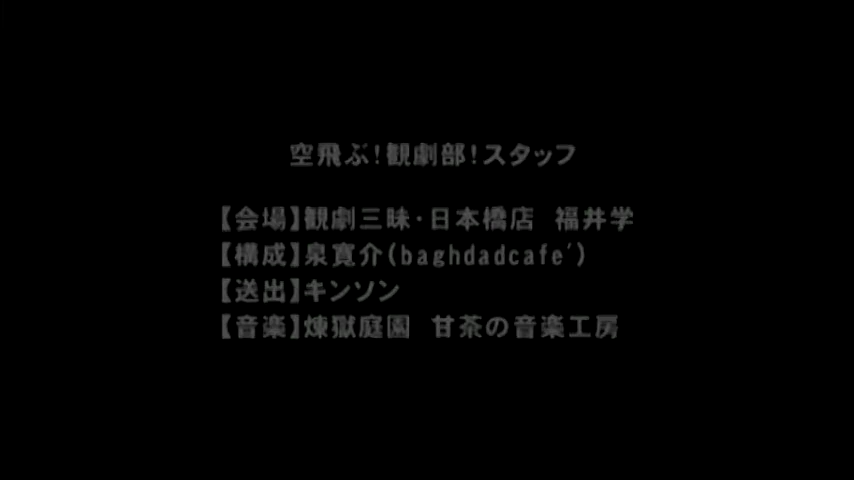 空飛ぶ!観劇部!スタッフ
【会場】観劇三昧・日本橋店　福井学
【構成】泉寛介(baghdadcafe')
【送出】キンソン
【音楽】煉獄庭園　甘茶の音楽工房